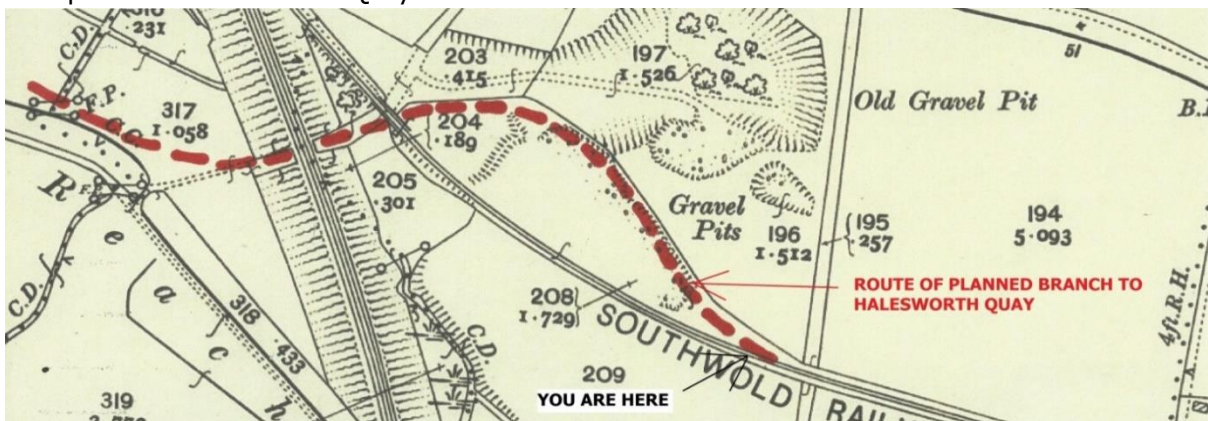 .231
C.D.
F.P.
317
1.058
203
.415
197
1.526
Old Gravel Pit
51
204
.189
205
.301
Gravel
Pits
196
1.512
195
.257
194
5.093
ROUTE OF PLANNED BRANCH TO
HALESWORTH QUAY
R e a c h
C.D.
318
.433
208
1.729
C.D.
SOUTHWOLD RAIL
4ft.R.H.
209
YOU ARE HERE
319